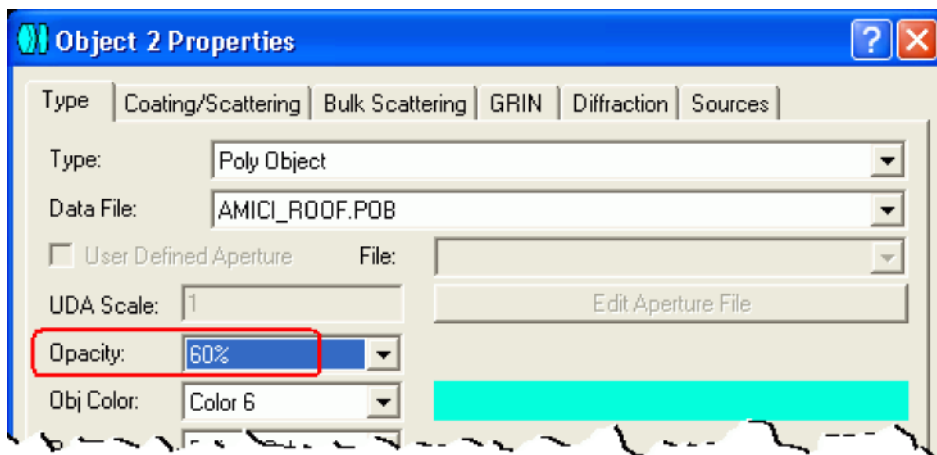 Object 2 Properties
Type Coating/Scattering Bulk Scattering GRIN Diffraction Sources
Type: Poly Object
Data File: AMICI_ROOF.POB
User Defined Aperture File:
UDA Scale: 1 Edit Aperture File
Opacity: 60%
Obj Color: Color 6